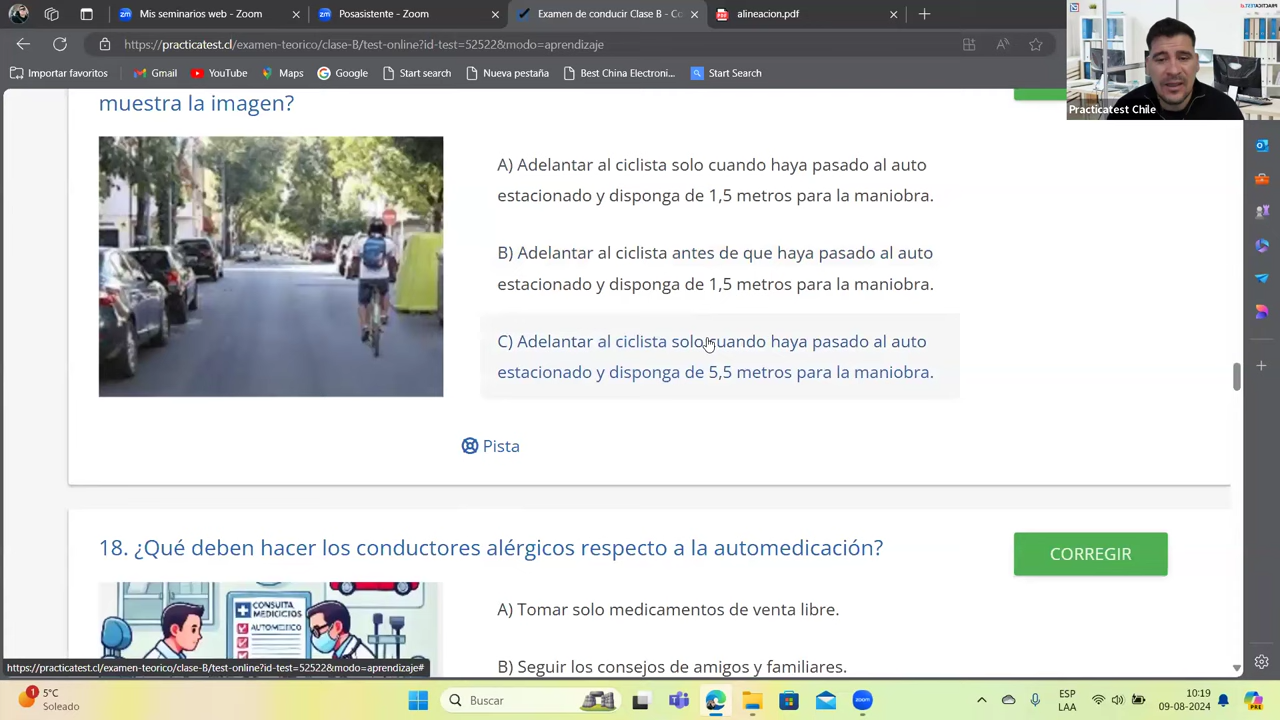 Mis seminarios web - Zoom
Posasistente - Zoom
Examen de conducir Clase B - Co
alineacion.pdf
https://practicatest.cl/examen-teorico/clase-B/test-online?id-test=52522&modo=aprendizaje
Importar favoritos
Gmail
YouTube
Maps
Google
Start search
Nueva pestaña
Best China Electroni...
Start Search
Practicatest Chile
muestra la imagen?
A) Adelantar al ciclista solo cuando haya pasado al auto
estacionado y disponga de 1,5 metros para la maniobra.
B) Adelantar al ciclista antes de que haya pasado al auto
estacionado y disponga de 1,5 metros para la maniobra.
C) Adelantar al ciclista solo cuando haya pasado al auto
estacionado y disponga de 5,5 metros para la maniobra.
Pista
18. ¿Qué deben hacer los conductores alérgicos respecto a la automedicación?
CORREGIR
CONSULTA
MEDICICIOS
AUTOMETICO
A) Tomar solo medicamentos de venta libre.
B) Seguir los consejos de amigos y familiares.
https://practicatest.cl/examen-teorico/clase-B/test-online?id-test=52522&modo=aprendizaje#
1
5°C
Soleado
Buscar
ESP
LAA
10:19
09-08-2024